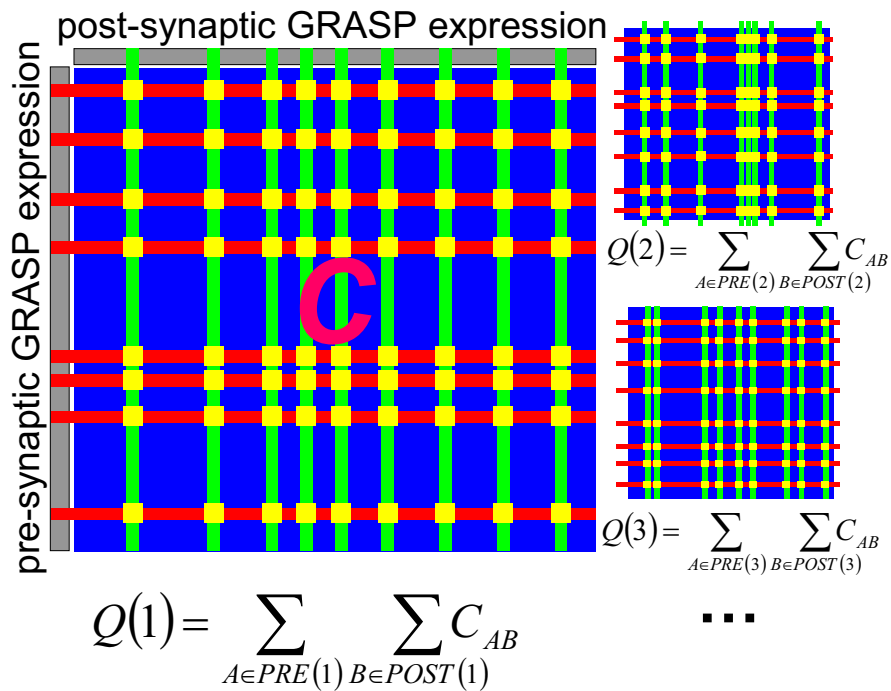 post-synaptic GRASP expression
pre-synaptic GRASP expression
C
Q(1) = ∑_{A∈PRE(1)} ∑_{B∈POST(1)} C_{AB}
Q(2) = ∑_{A∈PRE(2)} ∑_{B∈POST(2)} C_{AB}
Q(3) = ∑_{A∈PRE(3)} ∑_{B∈POST(3)} C_{AB}
...